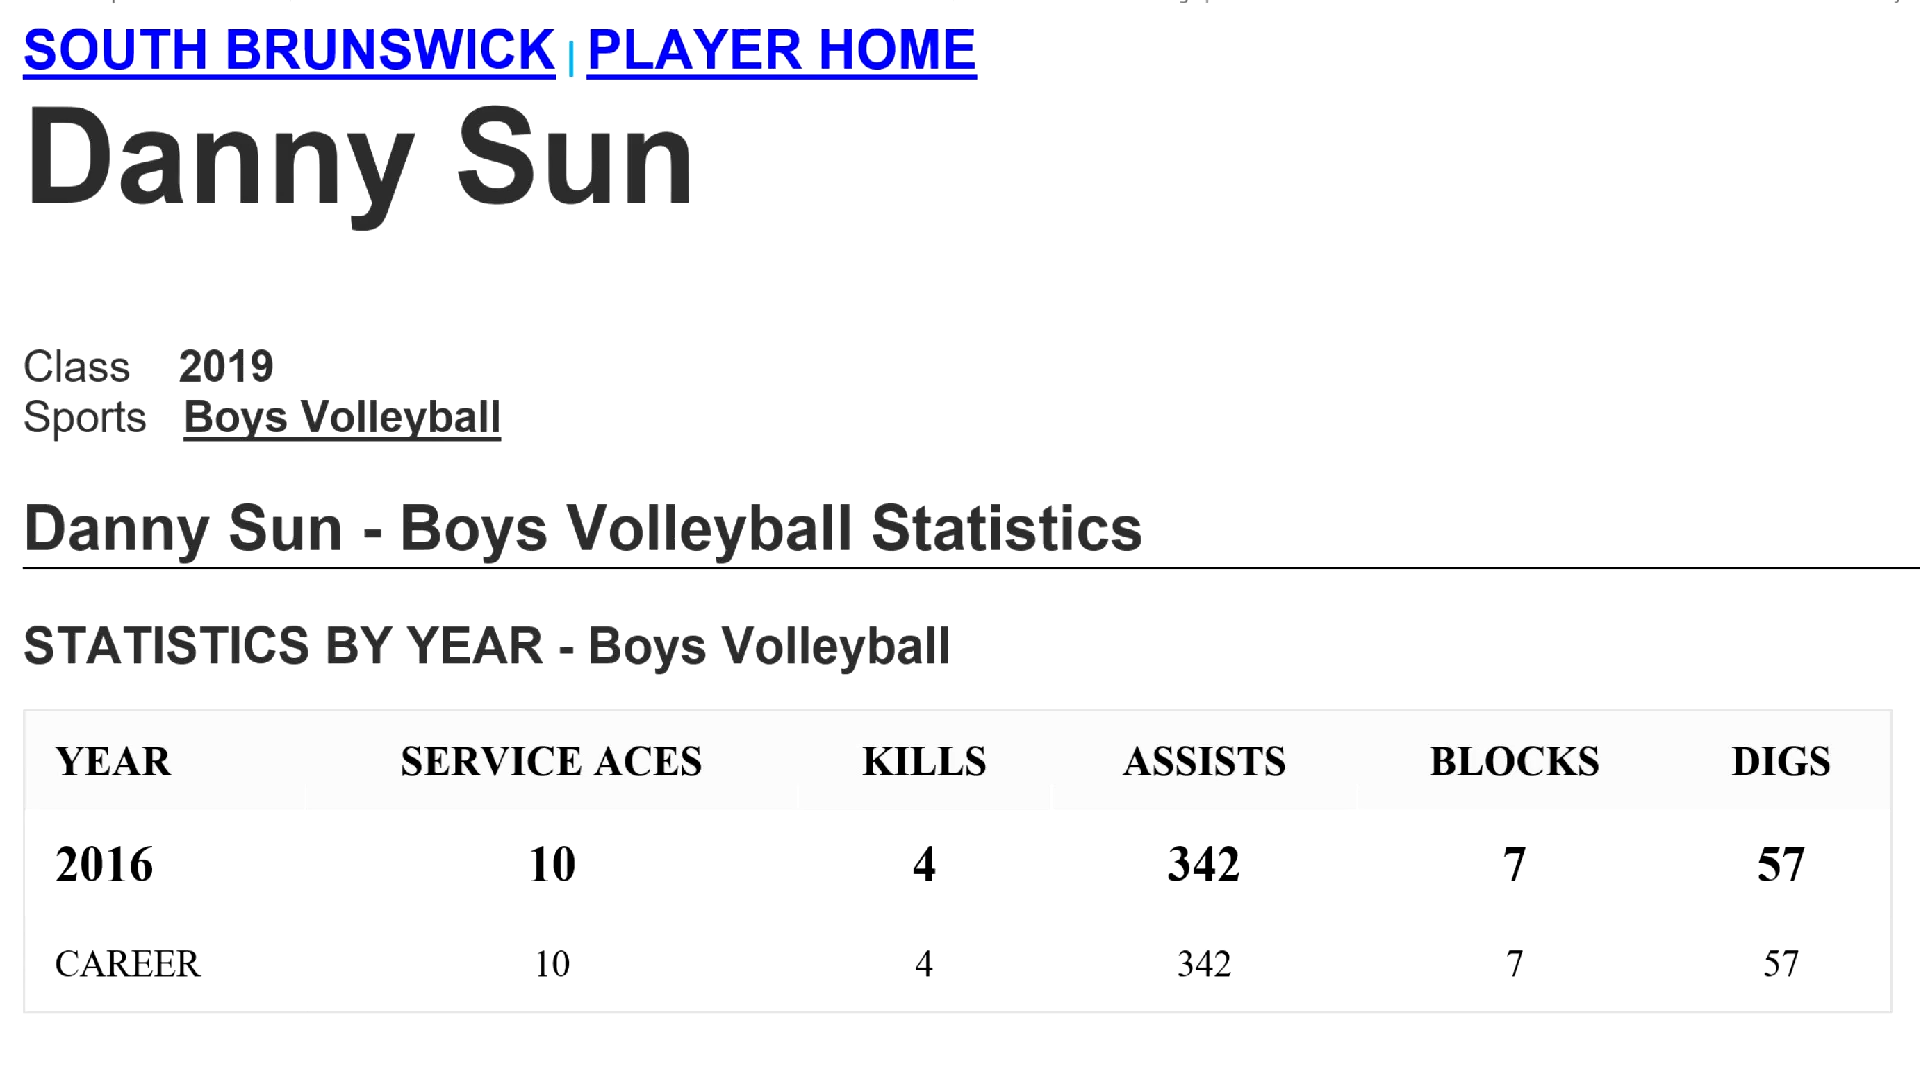 SOUTH BRUNSWICK | PLAYER HOME
Danny Sun
Class 2019
Sports Boys Volleyball
Danny Sun - Boys Volleyball Statistics
STATISTICS BY YEAR - Boys Volleyball
YEAR SERVICE ACES KILLS ASSISTS BLOCKS DIGS
2016 10 4 342 7 57
CAREER 10 4 342 7 57